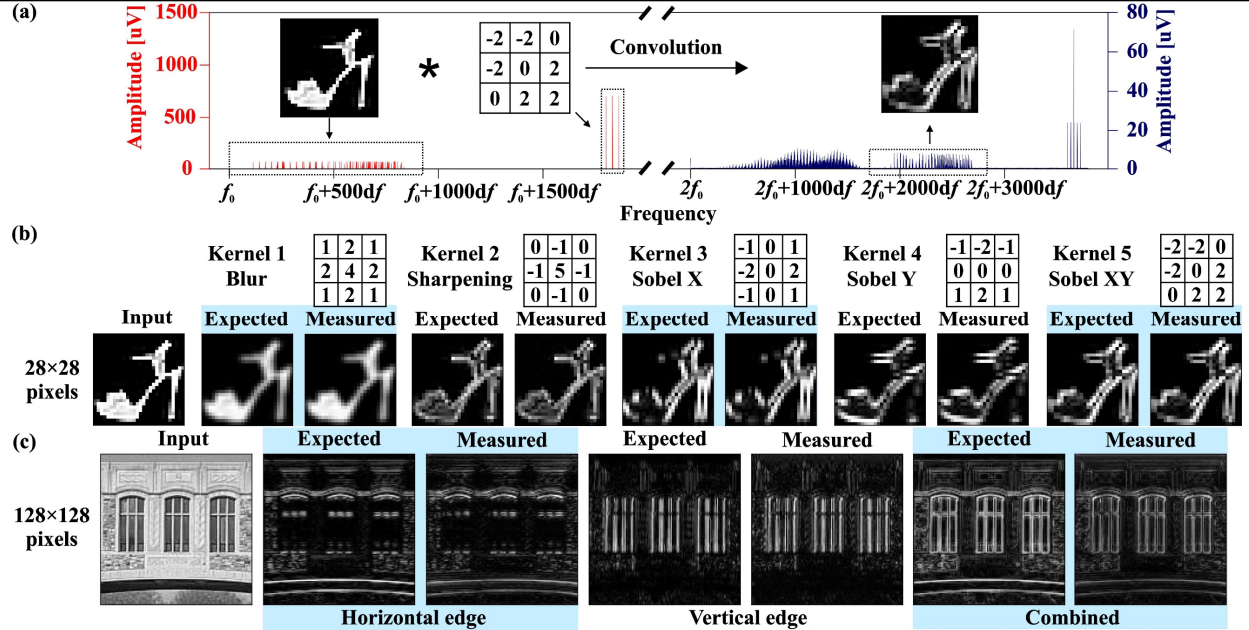 (a)
Amplitude [uV]
1500
1000
500
0
-2 -2 0
-2 0 2
0 2 2
*
Convolution
Amplitude [uV]
80
60
40
20
0
f₀ f₀+500df f₀+1000df f₀+1500df 2f₀ 2f₀+1000df 2f₀+2000df 2f₀+3000df
Frequency
(b)
Kernel 1
Blur
1 2 1
2 4 2
1 2 1
Kernel 2
Sharpening
0 -1 0
-1 5 -1
0 -1 0
Kernel 3
Sobel X
-1 0 1
-2 0 2
-1 0 1
Kernel 4
Sobel Y
-1 -2 -1
0 0 0
1 2 1
Kernel 5
Sobel XY
-2 -2 0
-2 0 2
0 2 2
Input Expected Measured Expected Measured Expected Measured Expected Measured Expected Measured
28×28
pixels
(c)
Input Expected Measured Expected Measured Expected Measured
128×128
pixels
Horizontal edge Vertical edge Combined